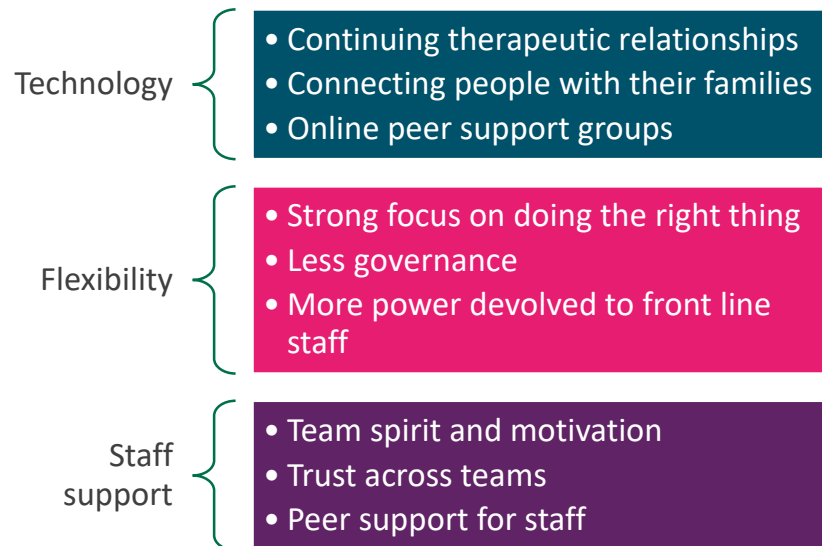 Technology
• Continuing therapeutic relationships
• Connecting people with their families
• Online peer support groups
Flexibility
• Strong focus on doing the right thing
• Less governance
• More power devolved to front line
staff
Staff
support
• Team spirit and motivation
• Trust across teams
• Peer support for staff